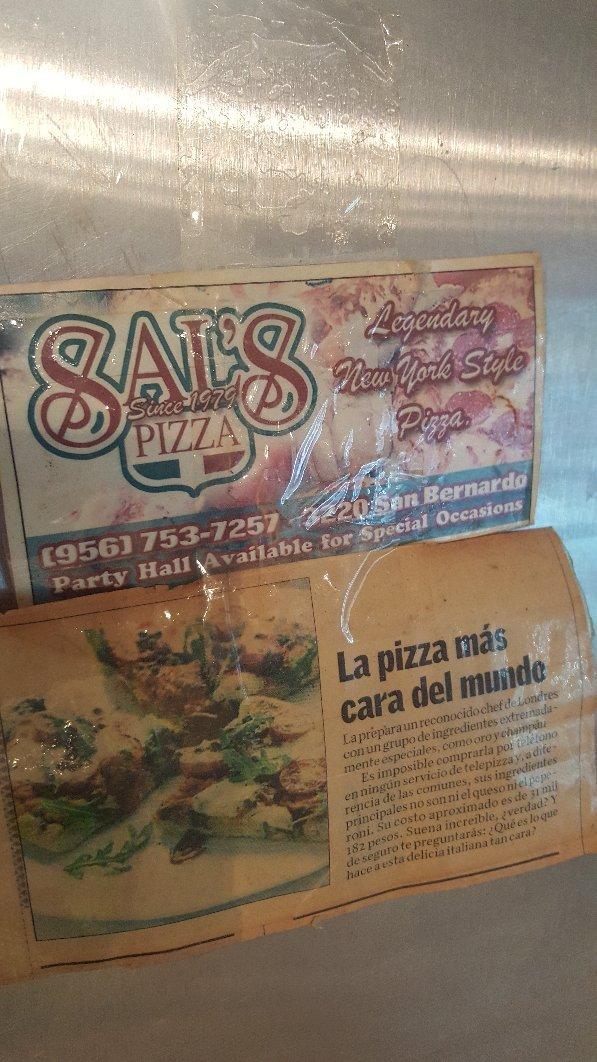 SAL'S
Since 1979
PIZZA
Legendary
New York Style
Pizza.
(956) 753-7257
San Bernardo
Party Hall Available for Special Occasions
La pizza más
cara del mundo
La prepara un reconocido chef de Londres
con un grupo de ingredientes extremada-
mente especiales, como oro y champán
Es imposible comprarla por teléfono
en ningún servicio de telepizza y, a dife-
rencia de las comunes, sus ingredientes
principales no son ni el queso ni el pepe-
roni. Su costo aproximado es de 31 mil
182 pesos. Suena increíble, ¿verdad? Y
de seguro te preguntarás: ¿Qué es lo que
hace a esta delicia italiana tan cara?